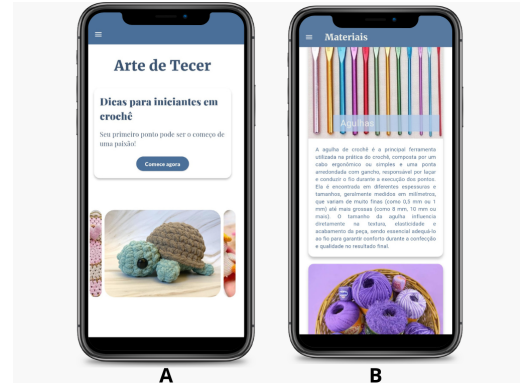 Arte de Tecer
Dicas para iniciantes em
crochê
Seu primeiro ponto pode ser o começo de
uma paixão!
Comece agora
A
Materiais
Agulhas
A agulha de crochê é a principal ferramenta
utilizada na prática do crochê, composta por um
cabo ergonômico ou simples e uma ponta
arredondada com gancho, responsável por laçar
e conduzir o fio durante a execução dos pontos.
Ela é encontrada em diferentes espessuras e
tamanhos, geralmente medidos em milímetros,
que variam de muito finas (como 0,5 mm ou 1
mm) até mais grossas (como 8 mm, 10 mm ou
mais). O tamanho da agulha influencia
diretamente na textura, elasticidade e
acabamento da peça, sendo essencial adequá-lo
ao fio para garantir conforto durante a confecção
e qualidade no resultado final.
B